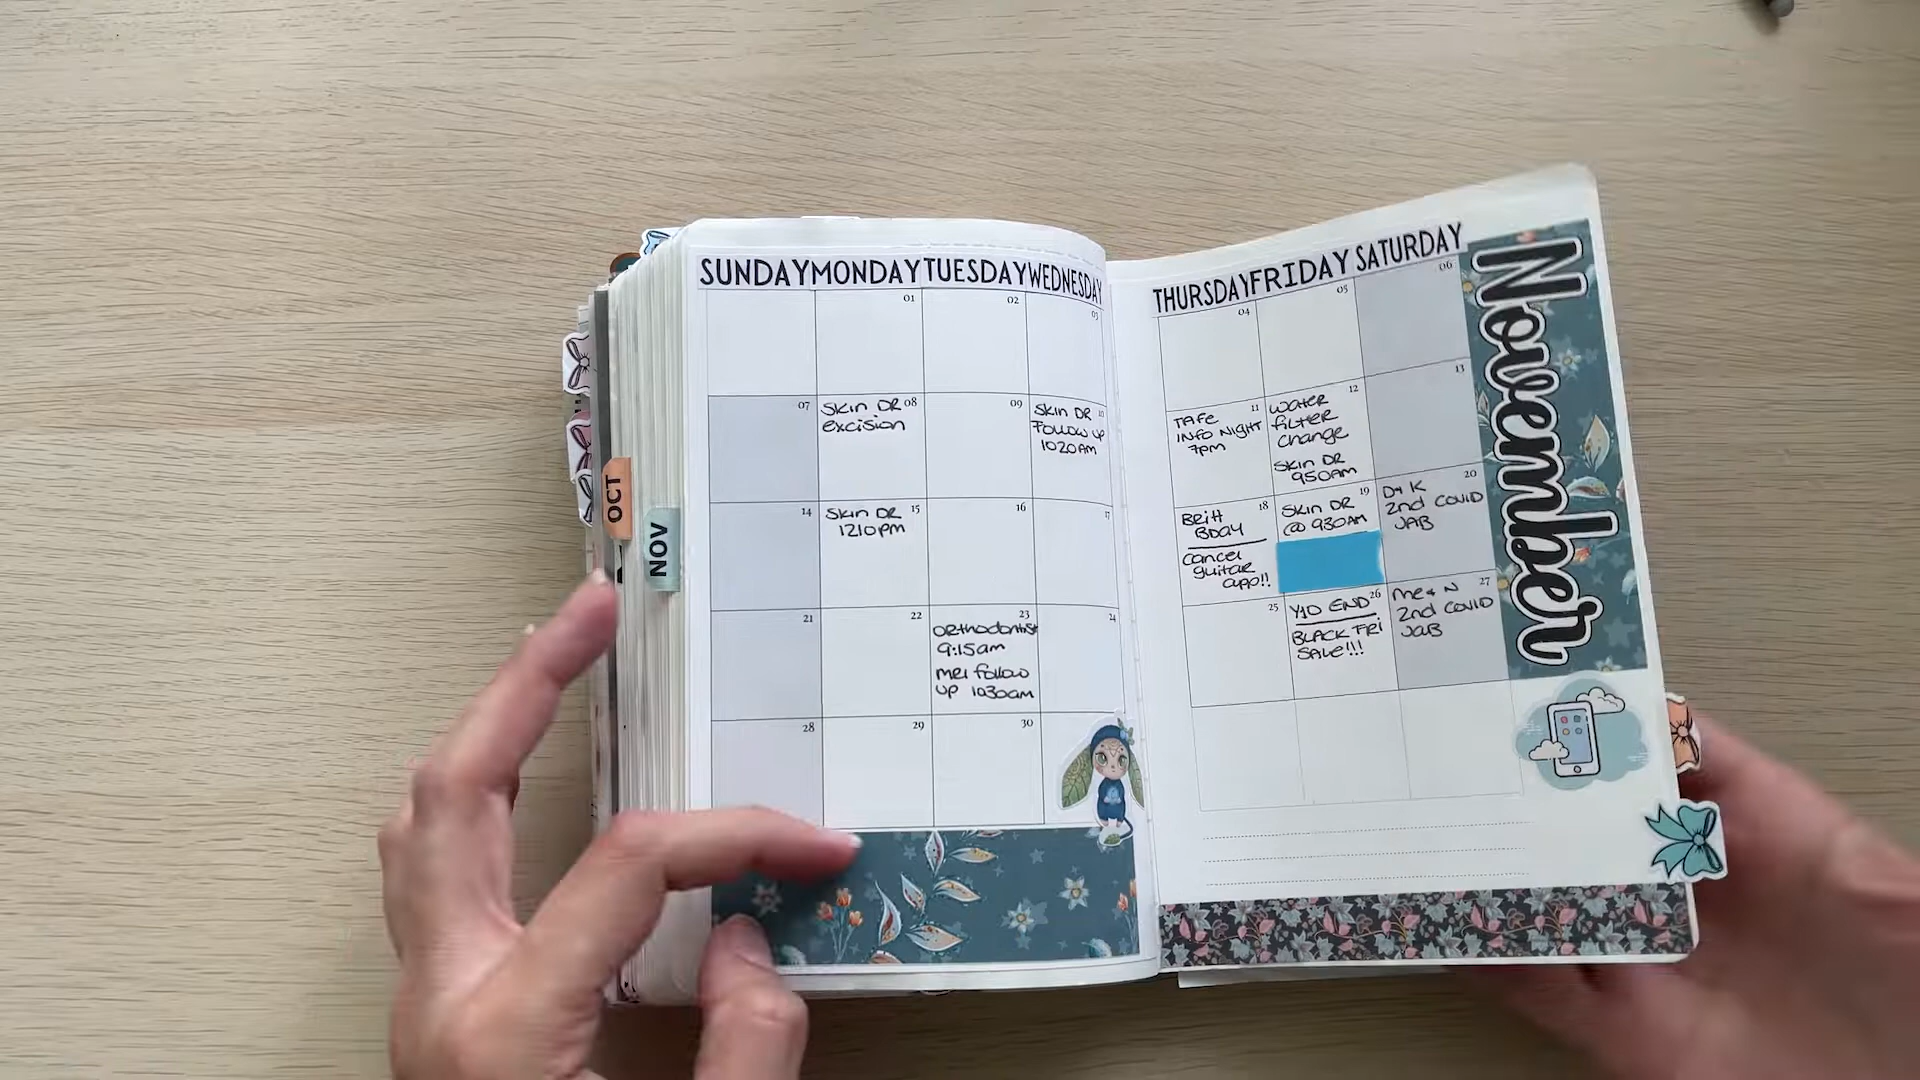 SUNDAY MONDAY TUESDAY WEDNESDAY THURSDAY FRIDAY SATURDAY
November
01
02
03
04
05
06
07
08
Skin DR
excision
09
10
Skin DR
Follow up
1020AM
11
TAFE
INFO NIGHT
7pm
12
Water
filter
change
Skin DR
950AM
13
14
15
Skin DR
1210pm
16
17
18
Britt
BDay
Cancel
guitar
app!!
19
Skin DR
@ 930AM
20
D+K
2nd COVID
JAB
21
22
23
Orthodontist
9:15am
MRI follow
up 1030am
24
25
26
Y10 END
BLACK FRI
SALE!!!
27
me + N
2nd COVID
JAB
28
29
30
OCT
NOV